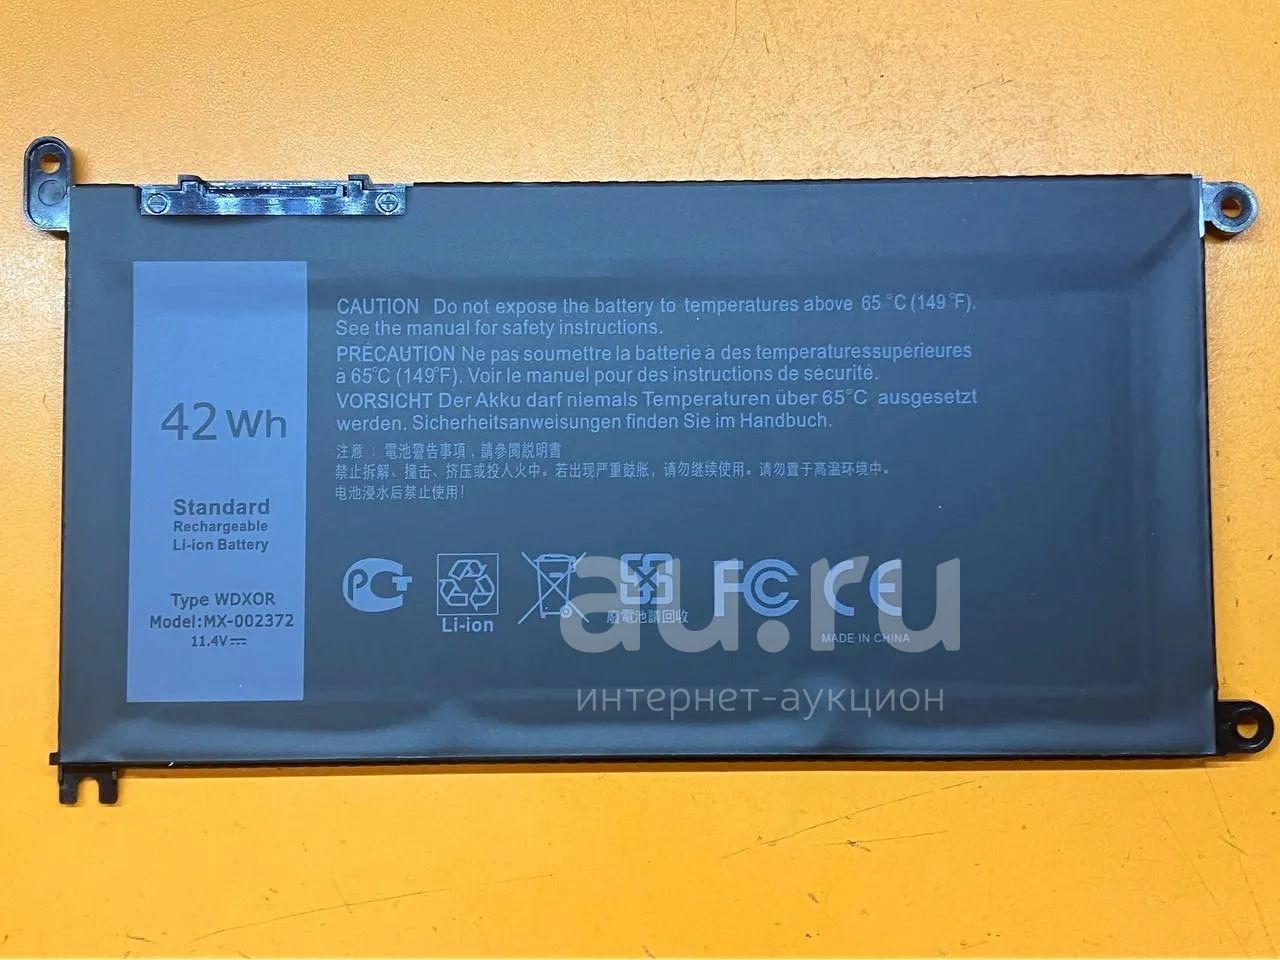 42 Wh
Standard
Rechargeable
Li-ion Battery
Type WDXOR
Model:MX-002372
11.4V
CAUTION Do not expose the battery to temperatures above 65 °C (149 °F).
See the manual for safety instructions.
PRÉCAUTION Ne pas soumettre la batterie à des temperaturessupérieures
à 65°C (149°F). Voir le manuel pour des instructions de sécurité.
VORSICHT Der Akku darf niemals Temperaturen über 65°C ausgesetzt
werden. Sicherheitsanweisungen finden Sie im Handbuch.
注意：電池警告事項，請參閱説明書
禁止拆解、撞击、挤压或投入火中。若出现严重鼓胀，请勿继续使用。请勿置于高温环境中。
电池浸水后禁止使用！
РСТ
Li-ion
廢電池請回收
FC
CE
MADE IN CHINA
au.ru
интернет-аукцион